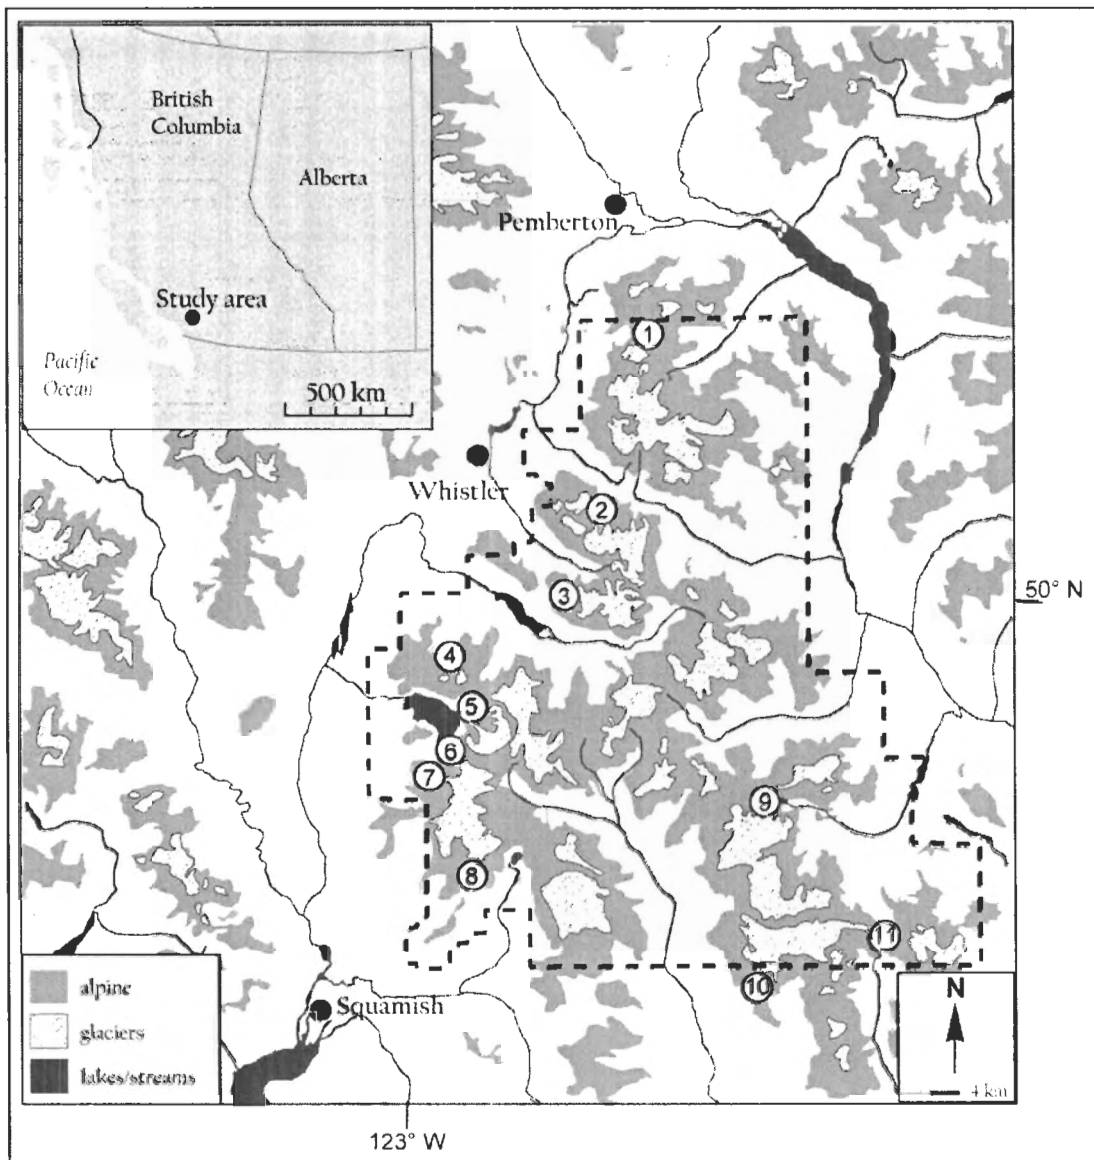 British
Columbia
Alberta
Study area
Pacific
Ocean
500 km
Pemberton
1
Whistler
2
3
50° N
4
5
6
7
9
8
11
10
Squamish
alpine
glaciers
lakes/streams
N
4 km
123° W